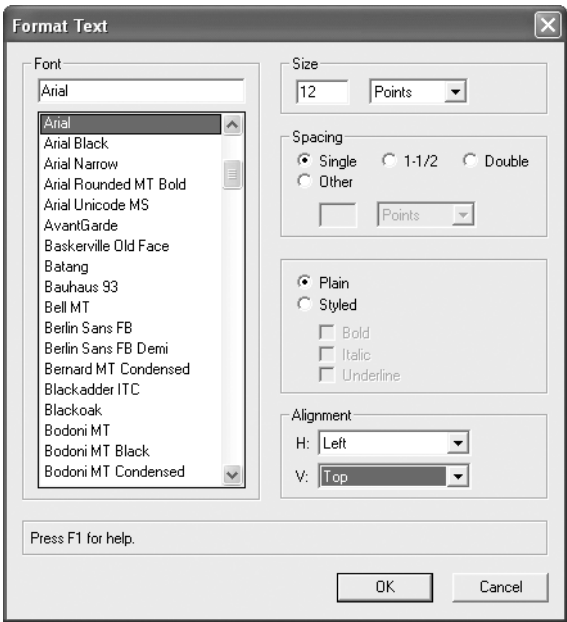 Format Text
Font
Arial
Arial
Arial Black
Arial Narrow
Arial Rounded MT Bold
Arial Unicode MS
AvantGarde
Baskerville Old Face
Batang
Bauhaus 93
Bell MT
Berlin Sans FB
Berlin Sans FB Demi
Bernard MT Condensed
Blackadder ITC
Blackoak
Bodoni MT
Bodoni MT Black
Bodoni MT Condensed
Size
12 Points
Spacing
Single 1-1/2 Double
Other
Points
Plain
Styled
Bold
Italic
Underline
Alignment
H: Left
V: Top
Press F1 for help.
OK Cancel